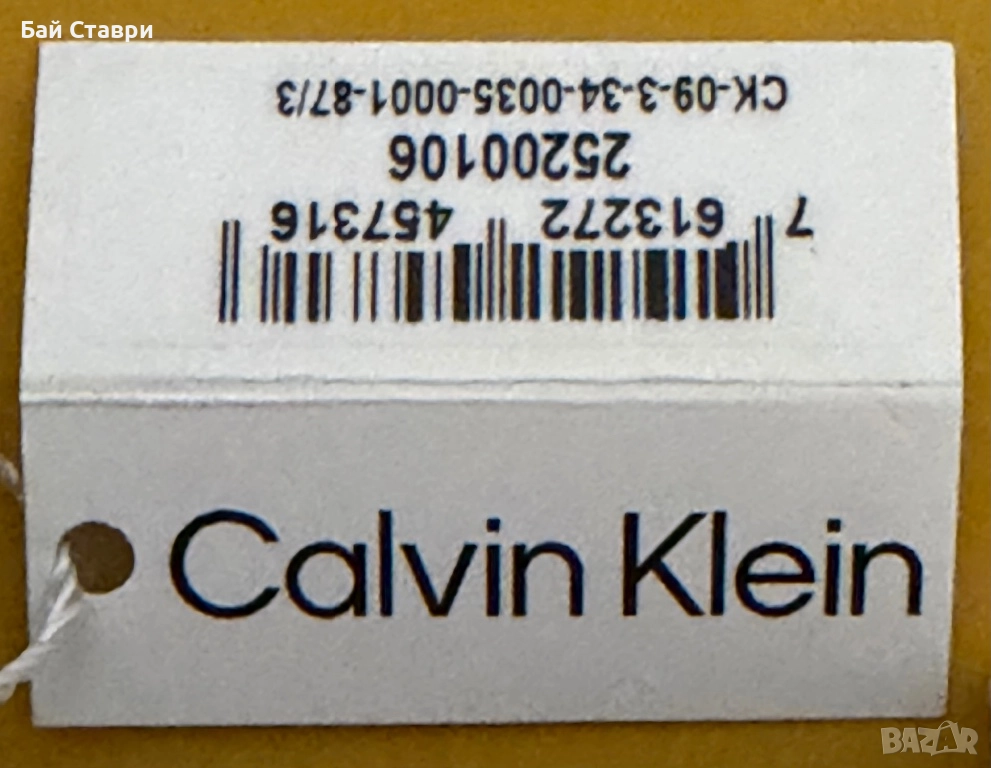 Бай Ставри
CK-09-3-34-0035-0001-87/3
25200106
7 613272 457316
Calvin Klein
BAZAR